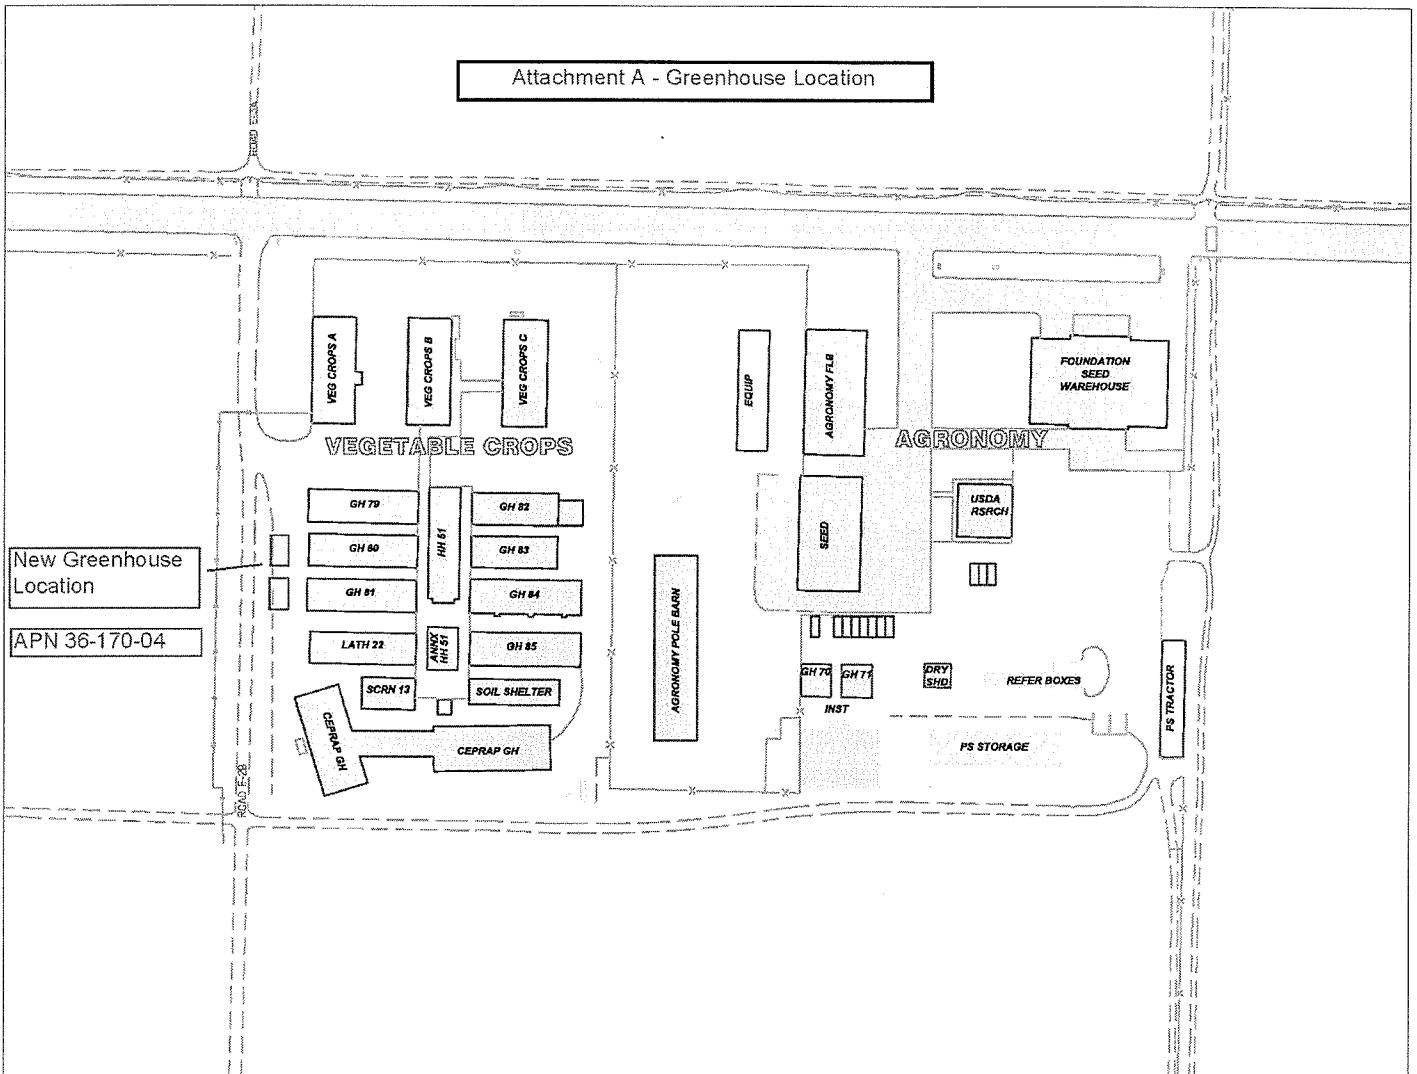 Attachment A - Greenhouse Location
VEG CROPS A
VEG CROPS B
VEG CROPS C
EQUIP
AGRONOMY FLB
FOUNDATION
SEED
WAREHOUSE
VEGETABLE CROPS
AGRONOMY
GH 79
HH 51
GH 82
SEED
USDA
RSRCH
GH 80
GH 83
New Greenhouse
Location
GH 81
GH 84
APN 36-170-04
LATH 22
ANNX
HH 51
GH 85
AGRONOMY POLE BARN
GH 70
GH 71
DRY
SHD
REFER BOXES
PS TRACTOR
SCRN 13
SOIL SHELTER
INST
CEPRAP GH
CEPRAP GH
PS STORAGE
ROAD F-2B